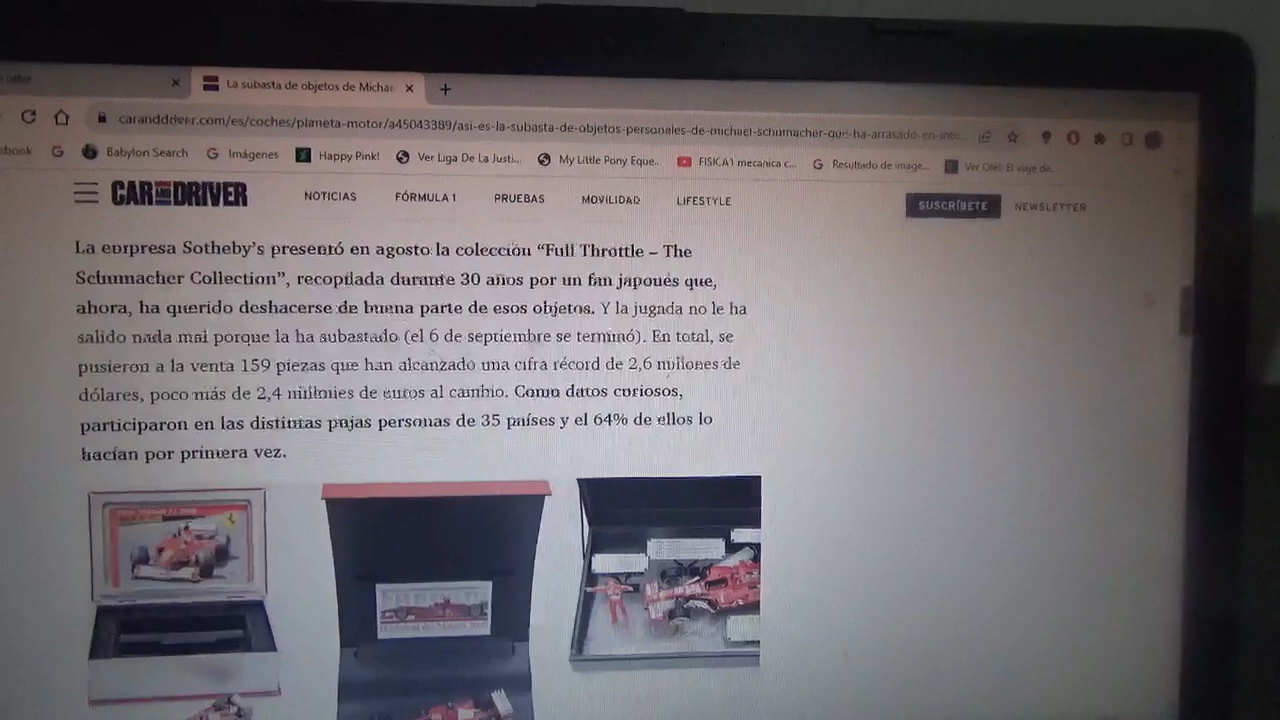 La subasta de objetos de Michae
caranddriver.com/es/coches/planeta-motor/a45043389/asi-es-la-subasta-de-objetos-personales-de-michael-schumacher-que-ha-arrasado-en-inte...
ebook
Babylon Search
Imágenes
Happy Pink!
Ver Liga De La Justi...
My Little Pony Eque..
FISICA1 mecanica c...
Resultado de image...
Ver Olé! El viaje de...
CAR AND DRIVER
NOTICIAS
FÓRMULA 1
PRUEBAS
MOVILIDAD
LIFESTYLE
SUSCRÍBETE
NEWSLETTER
La empresa Sotheby's presentó en agosto la colección “Full Throttle – The
Schumacher Collection”, recopilada durante 30 años por un fan japonés que,
ahora, ha querido deshacerse de buena parte de esos objetos. Y la jugada no le ha
salido nada mal porque la ha subastado (el 6 de septiembre se terminó). En total, se
pusieron a la venta 159 piezas que han alcanzado una cifra récord de 2,6 millones de
dólares, poco más de 2,4 millones de euros al cambio. Como datos curiosos,
participaron en las distintas pujas personas de 35 países y el 64% de ellos lo
hacían por primera vez.